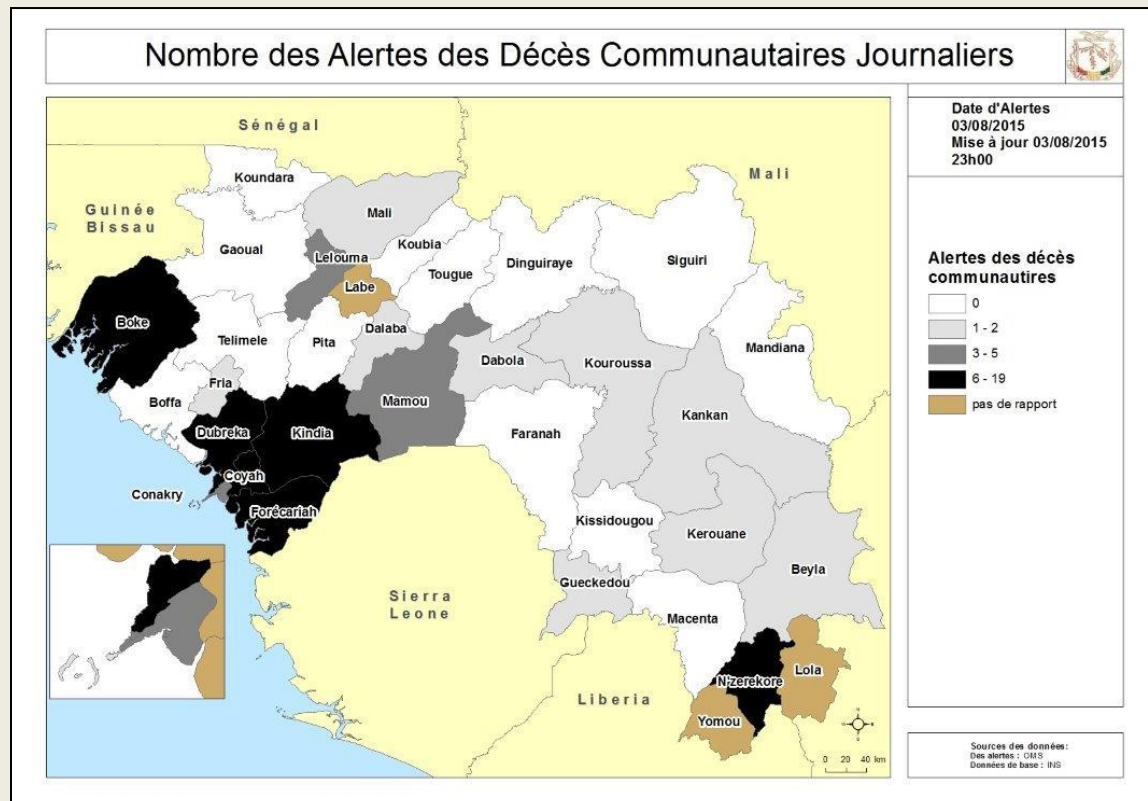 Nombre des Alertes des Décès Communautaires Journaliers
Date d'Alertes
03/08/2015
Mise à jour 03/08/2015
23h00
Sénégal
Mali
Guinée
Bissau
Koundara
Mali
Gaoual
Koubia
Lelouma
Tougue
Dinguiraye
Siguiri
Labe
Boke
Telimele
Pita
Dalaba
Dabola
Kouroussa
Mandiana
Fria
Boffa
Mamou
Kankan
Dubreka
Kindia
Faranah
Coyah
Conakry
Forécariah
Kissidougou
Kerouane
Beyla
Gueckedou
Sierra
Leone
Macenta
Lola
N'zerekore
Liberia
Yomou
0 20 40 km
Alertes des décès
communautires
0
1 - 2
3 - 5
6 - 19
pas de rapport
Sources des données:
Des alertes : OMS
Données de base : INS